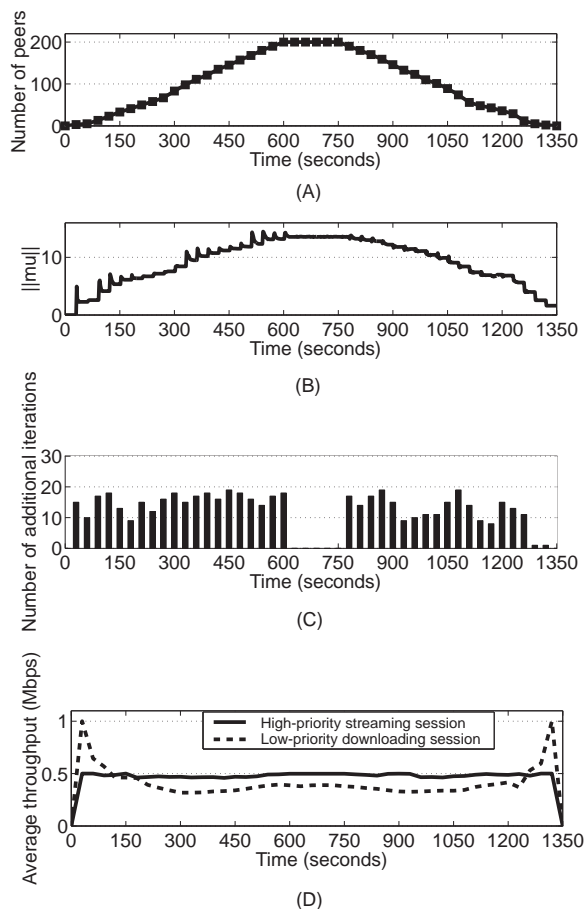 Number of peers
200
100
0
0 150 300 450 600 750 900 1050 1200 1350
Time (seconds)
(A)
||mu||
10
0
0 150 300 450 600 750 900 1050 1200 1350
Time (seconds)
(B)
Number of additional iterations
30
20
10
0
0 150 300 450 600 750 900 1050 1200 1350
Time (seconds)
(C)
Average throughput (Mbps)
1
0.5
0
High-priority streaming session
Low-priority downloading session
0 150 300 450 600 750 900 1050 1200 1350
Time (seconds)
(D)